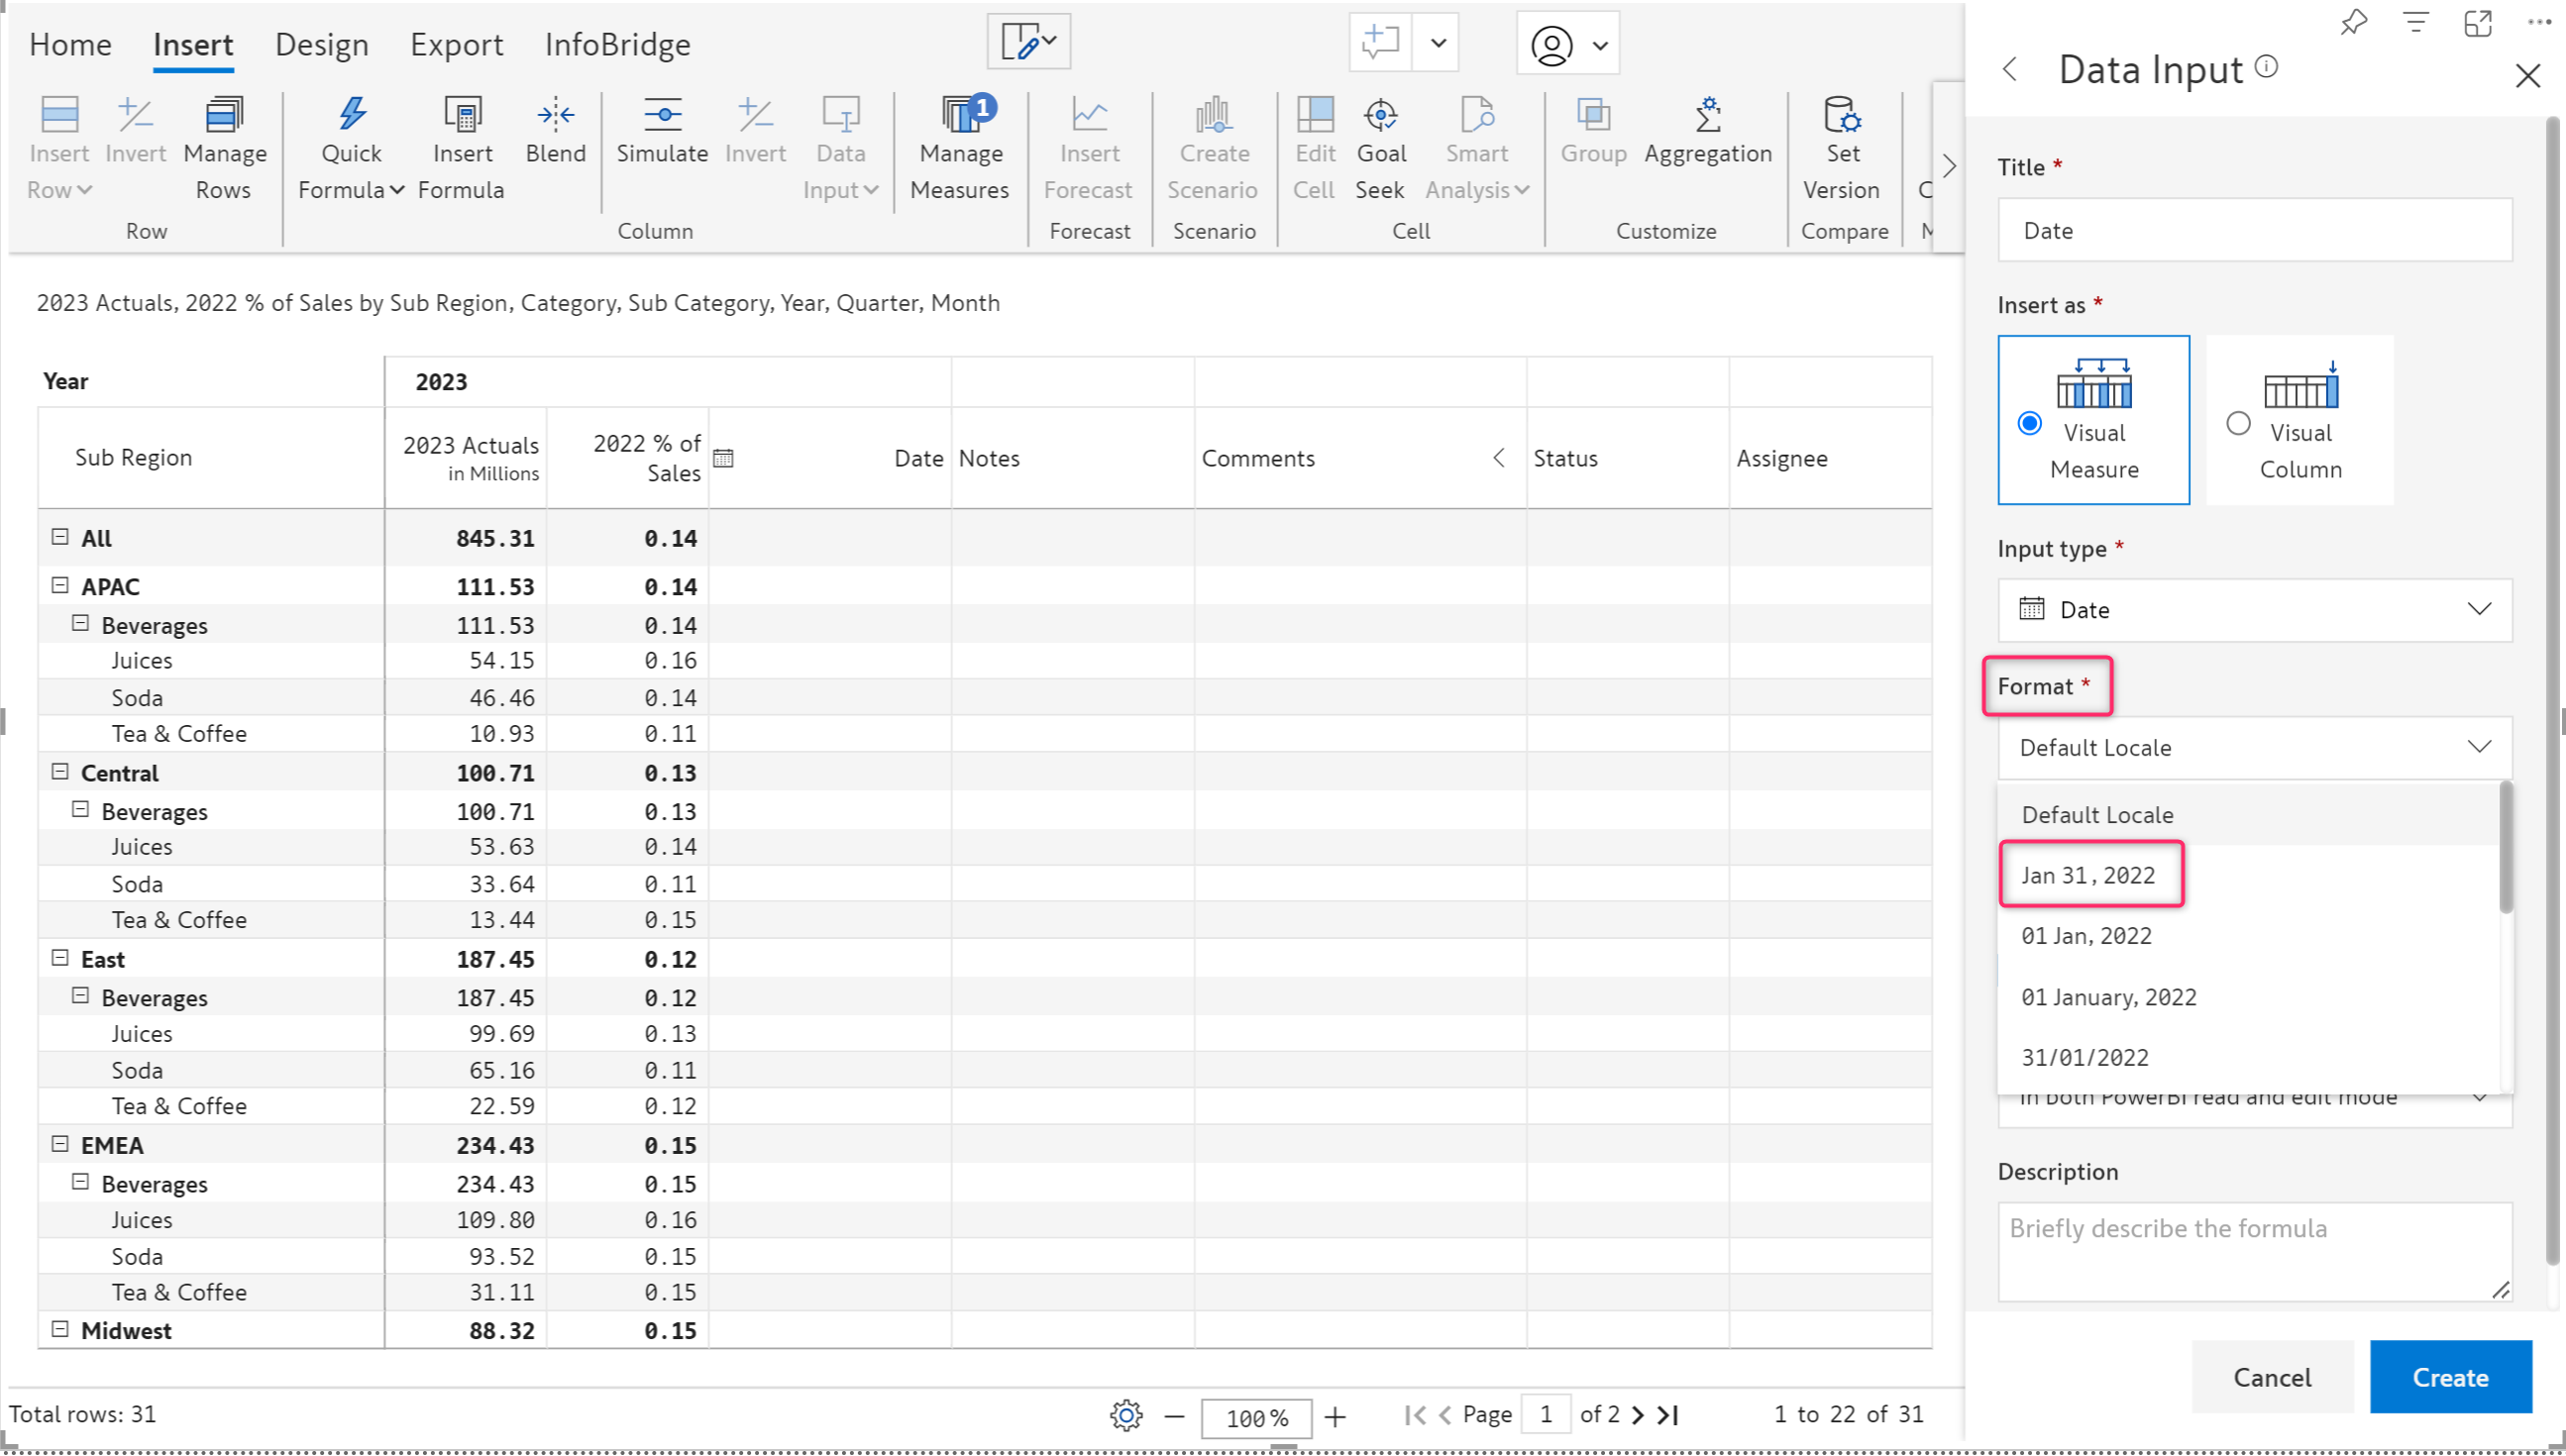 Home Insert Design Export InfoBridge
Insert Row
Invert
Manage Rows
Row
Quick Formula
Insert Formula
Blend
Simulate
Invert
Data Input
Column
1
Manage Measures
Insert Forecast
Forecast
Create Scenario
Scenario
Edit Cell
Goal Seek
Smart Analysis
Cell
Group
Aggregation
Customize
Set Version
Compare
2023 Actuals, 2022 % of Sales by Sub Region, Category, Sub Category, Year, Quarter, Month
Year 2023
Sub Region 2023 Actuals in Millions 2022 % of Sales Date Notes Comments Status Assignee
All 845.31 0.14
APAC 111.53 0.14
Beverages 111.53 0.14
Juices 54.15 0.16
Soda 46.46 0.14
Tea & Coffee 10.93 0.11
Central 100.71 0.13
Beverages 100.71 0.13
Juices 53.63 0.14
Soda 33.64 0.11
Tea & Coffee 13.44 0.15
East 187.45 0.12
Beverages 187.45 0.12
Juices 99.69 0.13
Soda 65.16 0.11
Tea & Coffee 22.59 0.12
EMEA 234.43 0.15
Beverages 234.43 0.15
Juices 109.80 0.16
Soda 93.52 0.15
Tea & Coffee 31.11 0.15
Midwest 88.32 0.15
Total rows: 31
100 %
Page 1 of 2
1 to 22 of 31
Data Input
Title *
Date
Insert as *
Visual Measure
Visual Column
Input type *
Date
Format *
Default Locale
Default Locale
Jan 31, 2022
01 Jan, 2022
01 January, 2022
31/01/2022
In both PowerBI read and edit mode
Description
Briefly describe the formula
Cancel
Create